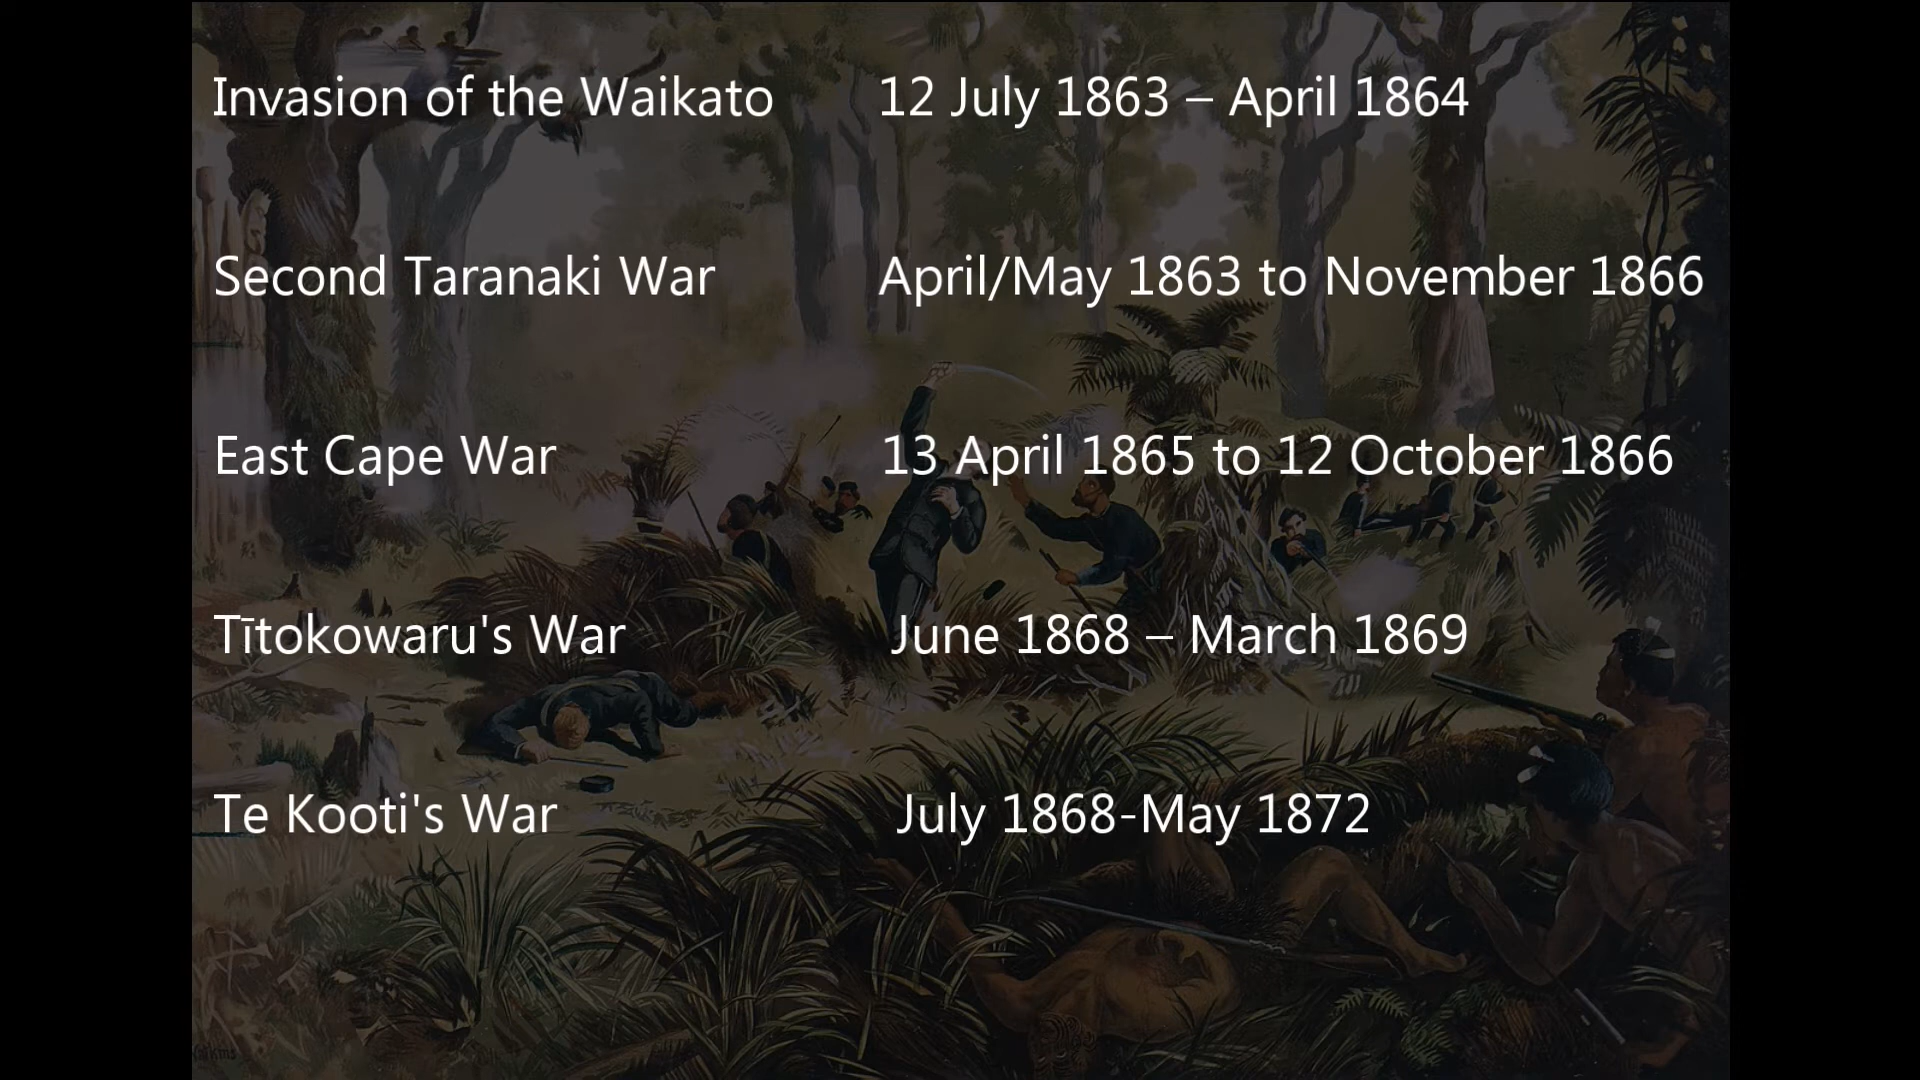 Invasion of the Waikato 12 July 1863 – April 1864
Second Taranaki War April/May 1863 to November 1866
East Cape War 13 April 1865 to 12 October 1866
Tītokowaru's War June 1868 – March 1869
Te Kooti's War July 1868-May 1872